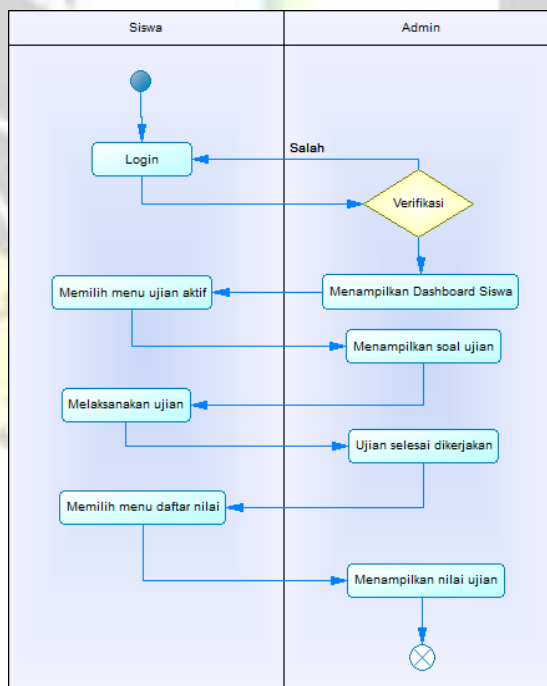 Siswa
Admin
Salah
Login
Verifikasi
Memilih menu ujian aktif
Menampilkan Dashboard Siswa
Menampilkan soal ujian
Melaksanakan ujian
Ujian selesai dikerjakan
Memilih menu daftar nilai
Menampilkan nilai ujian